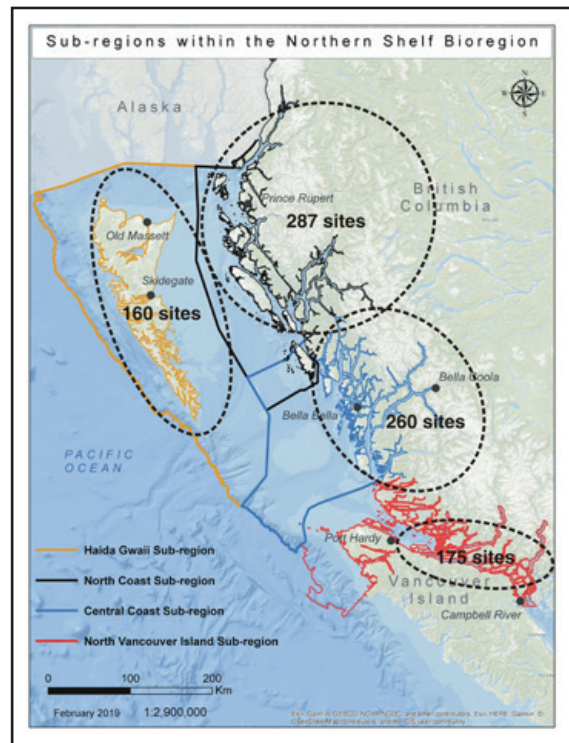 Sub-regions within the Northern Shelf Bioregion
Alaska
N
W E
S
Prince Rupert
British
Columbia
287 sites
Old Massett
Skidegate
160 sites
Bella Coola
Bella Bella
260 sites
PACIFIC
OCEAN
Port Hardy
175 sites
Vancouver
Island
Campbell River
Haida Gwaii Sub-region
North Coast Sub-region
Central Coast Sub-region
North Vancouver Island Sub-region
0 100 200
Km
February 2019 1:2,900,000